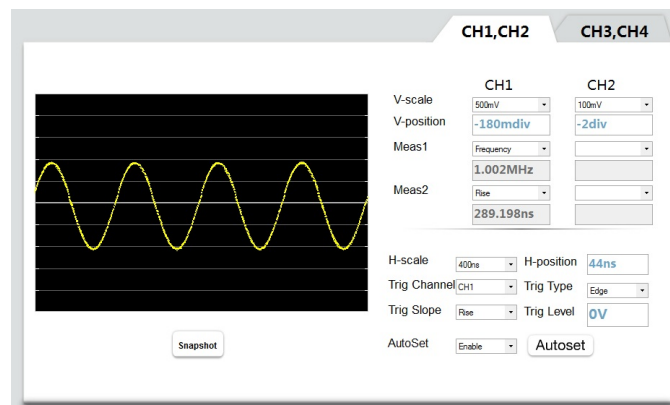 CH1,CH2 CH3,CH4
CH1 CH2
V-scale 500mV 100mV
V-position -180mdiv -2div
Meas1 Frequency
1.002MHz
Meas2 Rise
289.198ns
H-scale 400ns H-position 44ns
Trig Channel CH1 Trig Type Edge
Trig Slope Rise Trig Level 0V
Snapshot AutoSet Enable Autoset